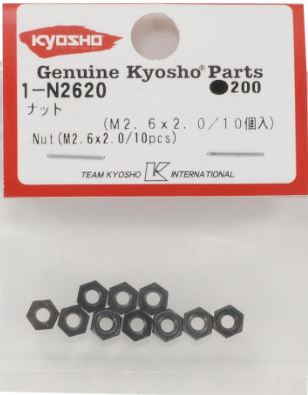 KYOSHO
Genuine Kyosho® Parts
1-N2620 ●200
ナット
(M2.6x2.0/10個入)
Nut(M2.6x2.0/10pcs)
TEAM KYOSHO K INTERNATIONAL